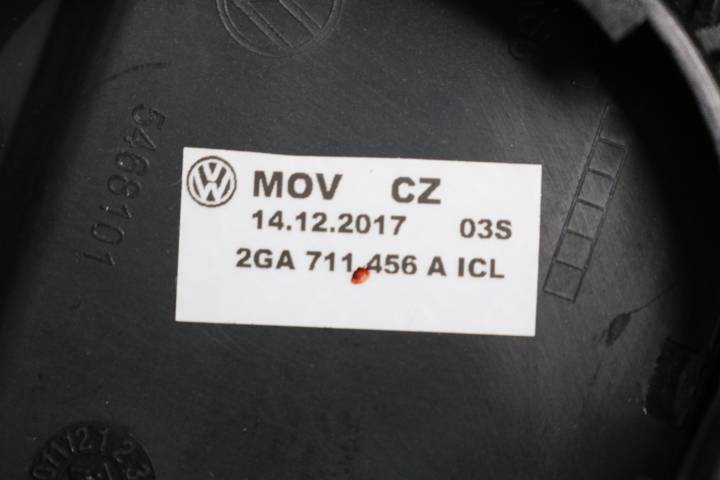 MOV CZ
14.12.2017 03S
2GA 711 456 A ICL
5468101